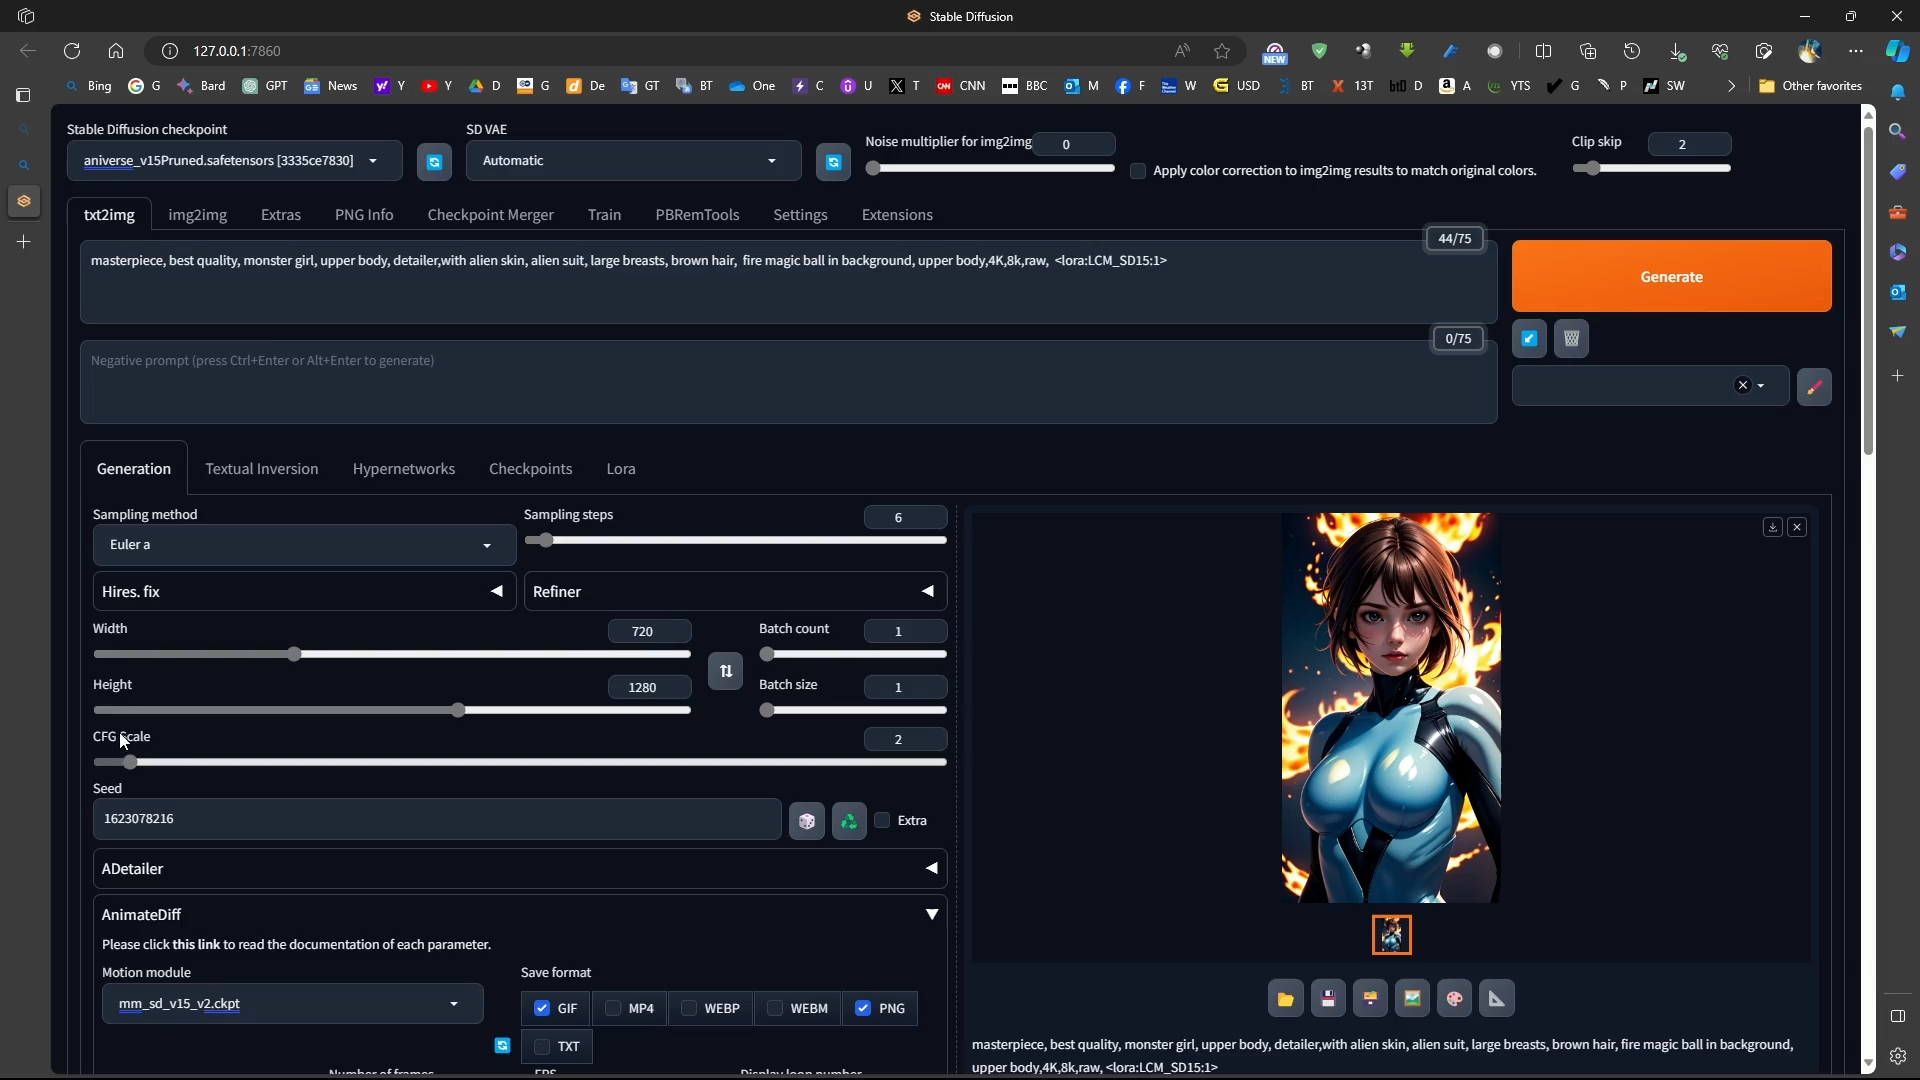 Stable Diffusion
127.0.0.1:7860
Bing G Bard GPT News Y Y D G De GT BT One C U T CNN BBC M F W USD BT 13T btD D A YTS G P SW Other favorites
NEW
Stable Diffusion checkpoint
SD VAE
Noise multiplier for img2img
0
Clip skip
2
aniverse_v15Pruned.safetensors [3335ce7830]
Automatic
Apply color correction to img2img results to match original colors.
txt2img img2img Extras PNG Info Checkpoint Merger Train PBRemTools Settings Extensions
44/75
masterpiece, best quality, monster girl, upper body, detailer,with alien skin, alien suit, large breasts, brown hair, fire magic ball in background, upper body,4K,8k,raw, <lora:LCM_SD15:1>
Generate
0/75
Negative prompt (press Ctrl+Enter or Alt+Enter to generate)
Generation Textual Inversion Hypernetworks Checkpoints Lora
Sampling method
Euler a
Sampling steps
6
Hires. fix
Refiner
Width
720
Batch count
1
Height
1280
Batch size
1
CFG Scale
2
Seed
1623078216
Extra
ADetailer
AnimateDiff
Please click this link to read the documentation of each parameter.
Motion module
mm_sd_v15_v2.ckpt
Save format
GIF MP4 WEBP WEBM PNG
TXT
Number of frames
FPS
Display loop number
masterpiece, best quality, monster girl, upper body, detailer,with alien skin, alien suit, large breasts, brown hair, fire magic ball in background,
upper body,4K,8k,raw, <lora:LCM_SD15:1>